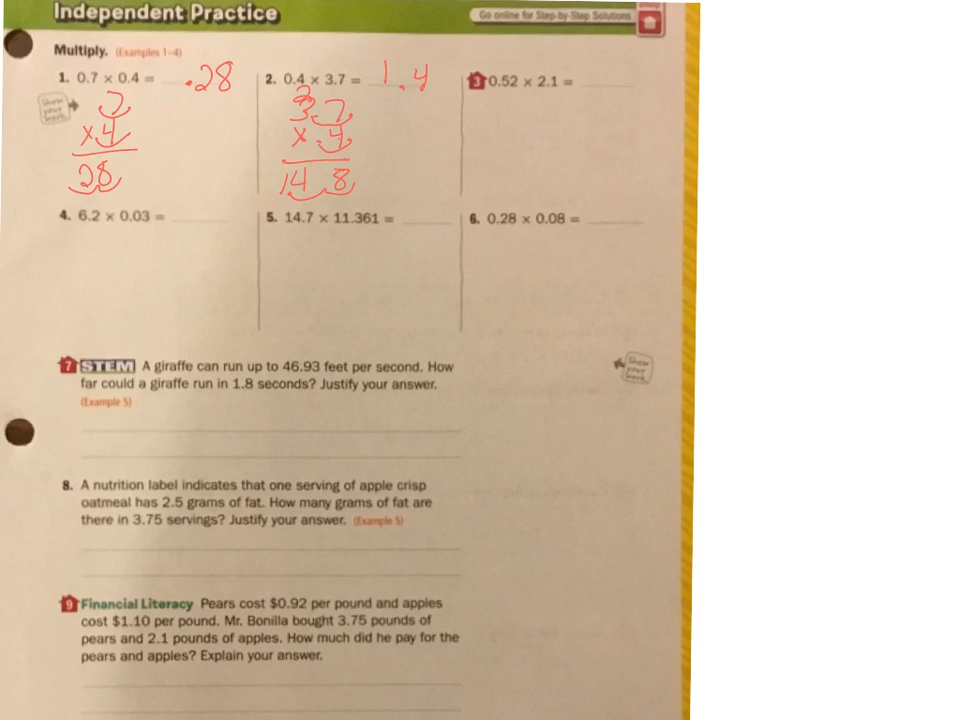 Independent Practice
Go online for Step-by-Step Solutions
Multiply. (Examples 1-4)
1. 0.7 × 0.4 = .28
2. 0.4 × 3.7 = 1.4
3 0.52 × 2.1 =
Show your work.
7
×.4
28
2
3.7
×.4
148
4. 6.2 × 0.03 =
5. 14.7 × 11.361 =
6. 0.28 × 0.08 =
7 STEM A giraffe can run up to 46.93 feet per second. How
far could a giraffe run in 1.8 seconds? Justify your answer.
(Example 5)
Show your work.
8. A nutrition label indicates that one serving of apple crisp
oatmeal has 2.5 grams of fat. How many grams of fat are
there in 3.75 servings? Justify your answer. (Example 5)
9 Financial Literacy Pears cost $0.92 per pound and apples
cost $1.10 per pound. Mr. Bonilla bought 3.75 pounds of
pears and 2.1 pounds of apples. How much did he pay for the
pears and apples? Explain your answer.